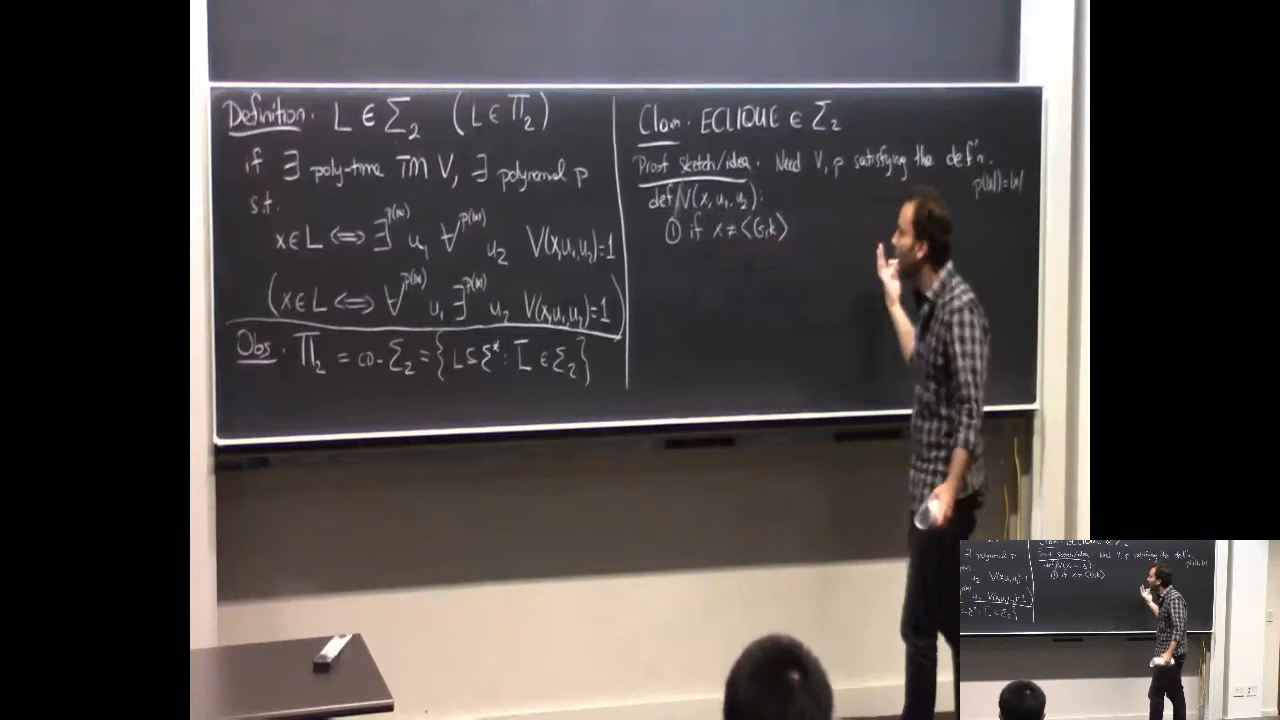 Definition. L ∈ Σ₂ (L ∈ Π₂)
if ∃ poly-time TM V, ∃ polynomial p
s.t.
x ∈ L ⟺ ∃^{p(|x|)} u₁ ∀^{p(|x|)} u₂ V(x,u₁,u₂)=1
(x ∈ L ⟺ ∀^{p(|x|)} u₁ ∃^{p(|x|)} u₂ V(x,u₁,u₂)=1)
Obs. Π₂ = co-Σ₂ = {L ⊆ Σ* : L̅ ∈ Σ₂}
Claim. ECLIQUE ∈ Σ₂
Proof sketch/idea. Need V, p satisfying the def'n.
p(|x|)=|x|
def V(x, u₁, u₂):
① if x ≠ ⟨G,k⟩